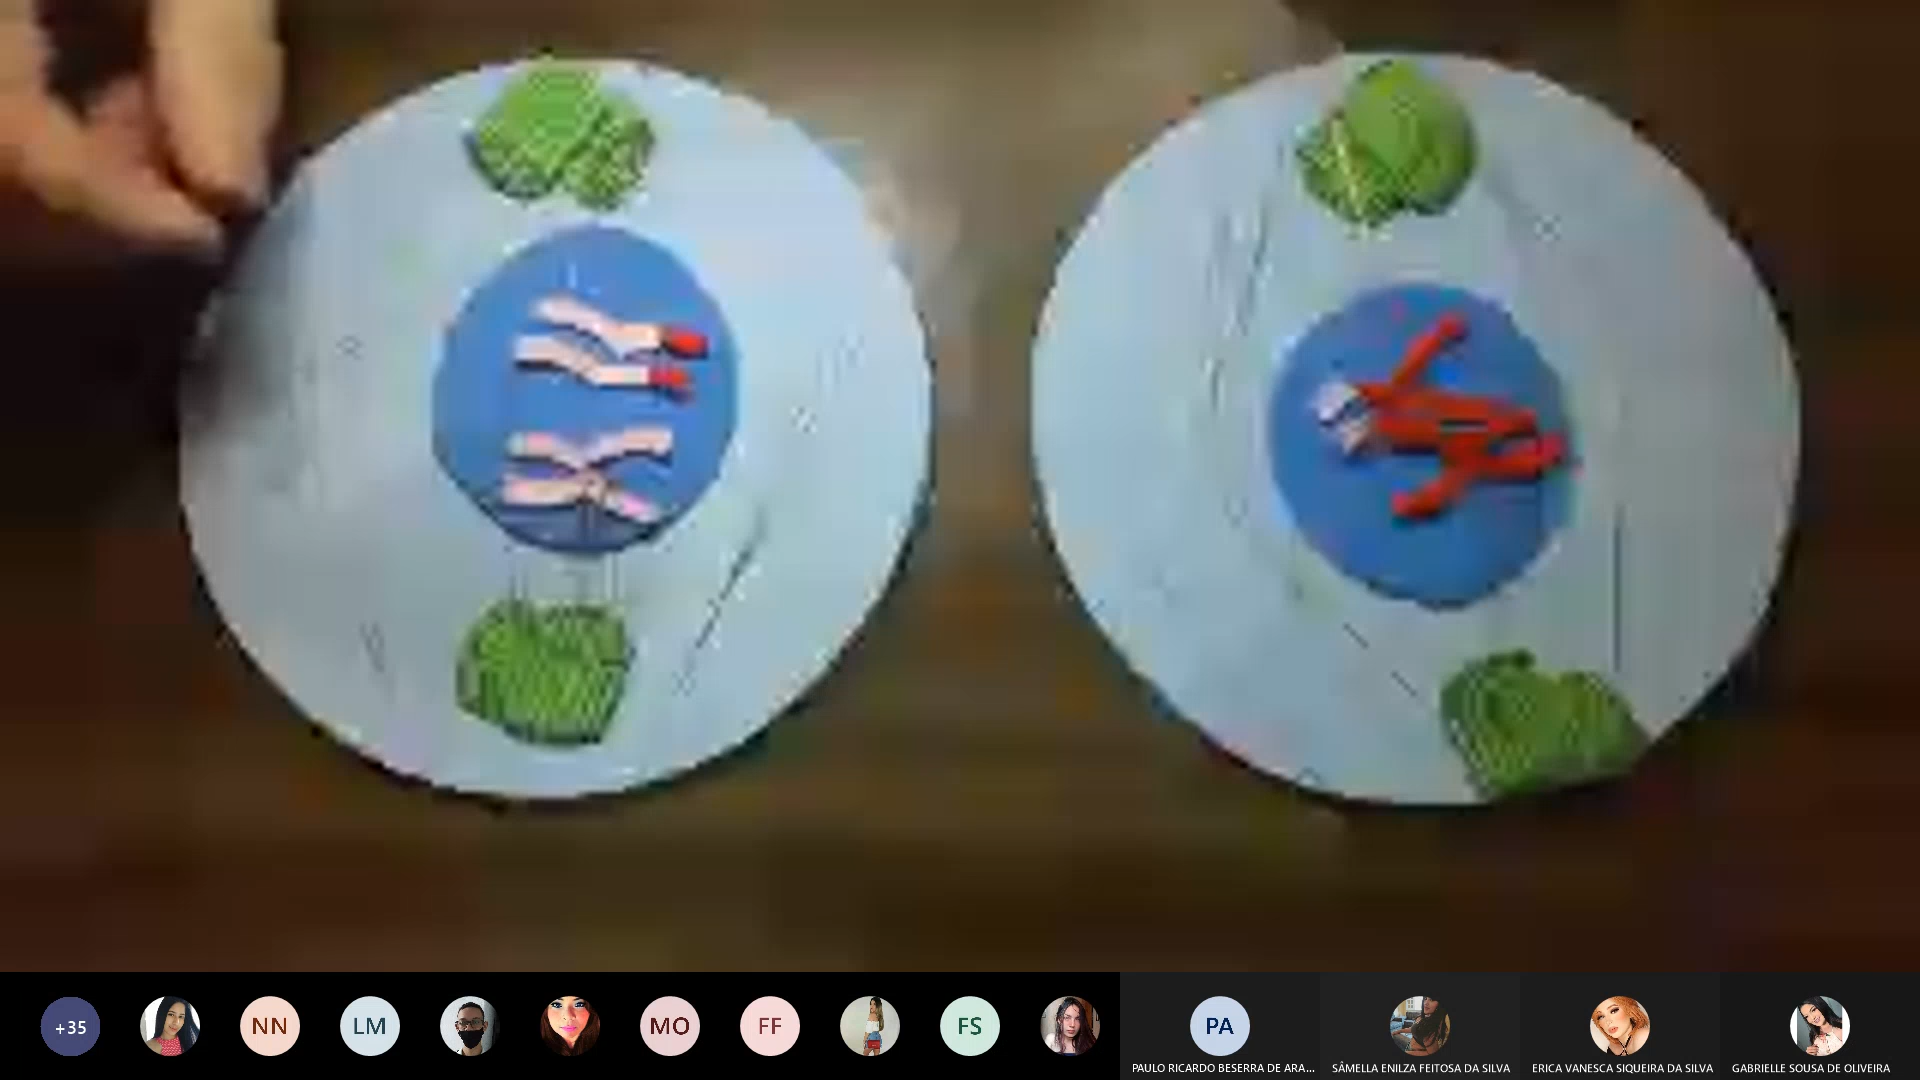 +35
NN
LM
MO
FF
FS
PA
PAULO RICARDO BESERRA DE ARA...
SÂMELLA ENILZA FEITOSA DA SILVA
ERICA VANESCA SIQUEIRA DA SILVA
GABRIELLE SOUSA DE OLIVEIRA